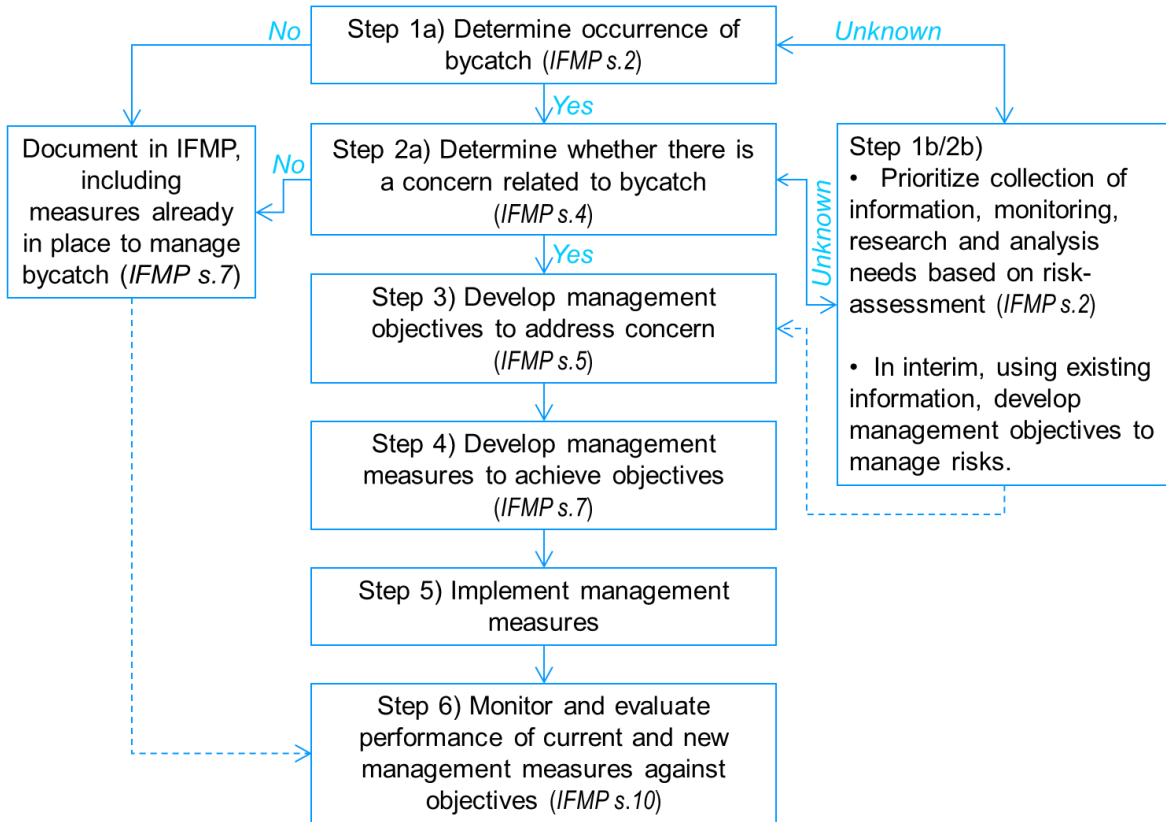 No
Step 1a) Determine occurrence of
bycatch (IFMP s.2)
Unknown
Yes
Document in IFMP,
including
measures already
in place to manage
bycatch (IFMP s.7)
No
Step 2a) Determine whether there is
a concern related to bycatch
(IFMP s.4)
Unknown
Step 1b/2b)
• Prioritize collection of
information, monitoring,
research and analysis
needs based on risk-
assessment (IFMP s.2)
• In interim, using existing
information, develop
management objectives to
manage risks.
Yes
Step 3) Develop management
objectives to address concern
(IFMP s.5)
Step 4) Develop management
measures to achieve objectives
(IFMP s.7)
Step 5) Implement management
measures
Step 6) Monitor and evaluate
performance of current and new
management measures against
objectives (IFMP s.10)